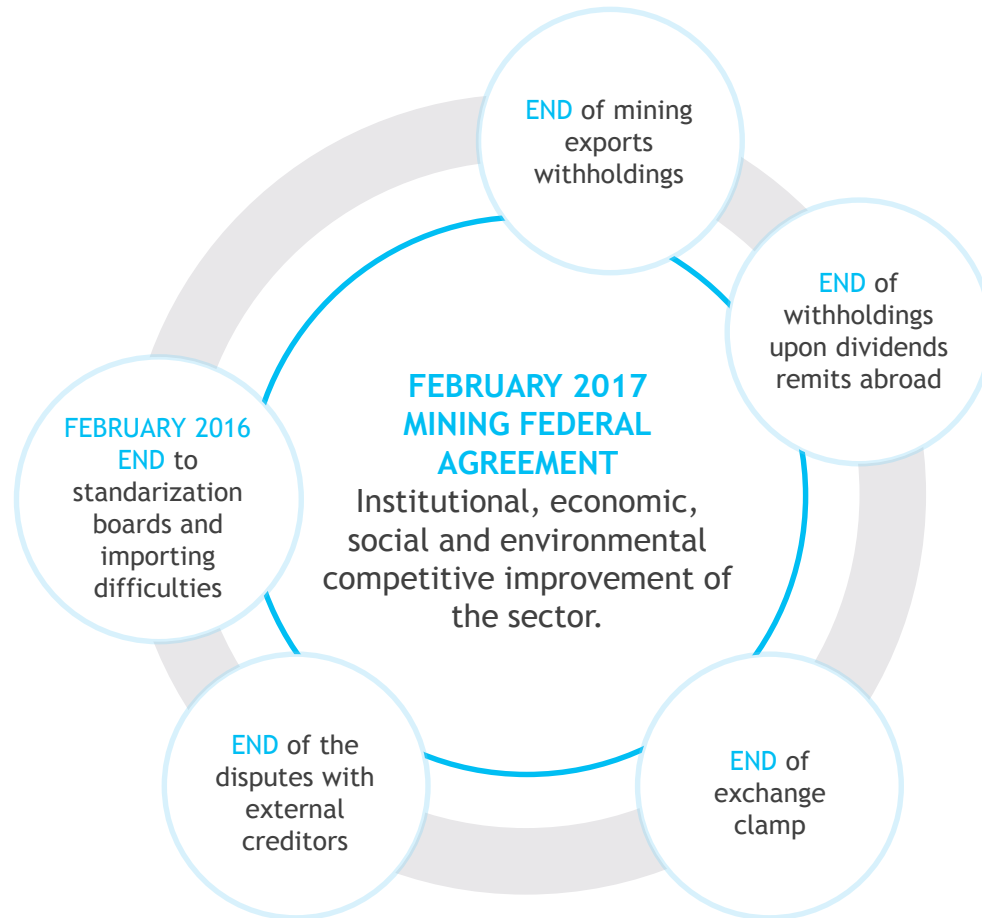 END of mining
exports
withholdings
END of
withholdings
upon dividends
remits abroad
FEBRUARY 2017
MINING FEDERAL
AGREEMENT
Institutional, economic,
social and environmental
competitive improvement of
the sector.
FEBRUARY 2016
END to
standarization
boards and
importing
difficulties
END of the
disputes with
external
creditors
END of
exchange
clamp